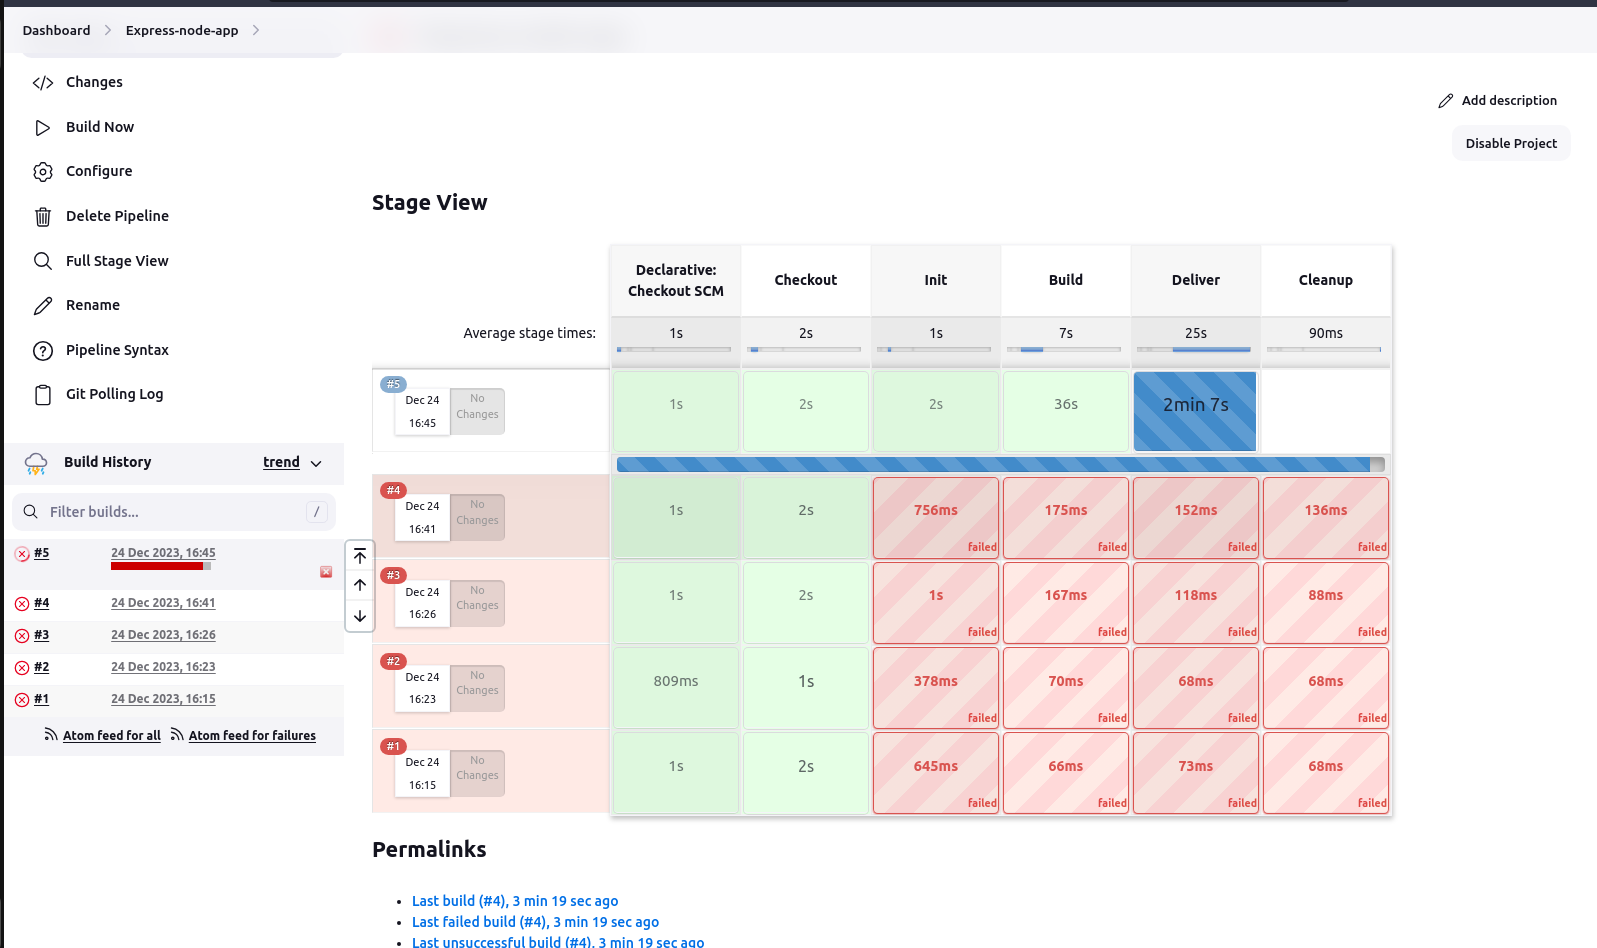 Dashboard > Express-node-app >
Changes
Build Now
Configure
Delete Pipeline
Full Stage View
Rename
Pipeline Syntax
Git Polling Log
Build History trend
Filter builds... /
#5 24 Dec 2023, 16:45
#4 24 Dec 2023, 16:41
#3 24 Dec 2023, 16:26
#2 24 Dec 2023, 16:23
#1 24 Dec 2023, 16:15
Atom feed for all Atom feed for failures
Add description
Disable Project
Stage View
Declarative:
Checkout SCM
Checkout
Init
Build
Deliver
Cleanup
Average stage times:
1s
2s
1s
7s
25s
90ms
#5
Dec 24
16:45
No
Changes
1s
2s
2s
36s
2min 7s
#4
Dec 24
16:41
No
Changes
1s
2s
756ms
failed
175ms
failed
152ms
failed
136ms
failed
#3
Dec 24
16:26
No
Changes
1s
2s
1s
failed
167ms
failed
118ms
failed
88ms
failed
#2
Dec 24
16:23
No
Changes
809ms
1s
378ms
failed
70ms
failed
68ms
failed
68ms
failed
#1
Dec 24
16:15
No
Changes
1s
2s
645ms
failed
66ms
failed
73ms
failed
68ms
failed
Permalinks
Last build (#4), 3 min 19 sec ago
Last failed build (#4), 3 min 19 sec ago
Last unsuccessful build (#4), 3 min 19 sec ago